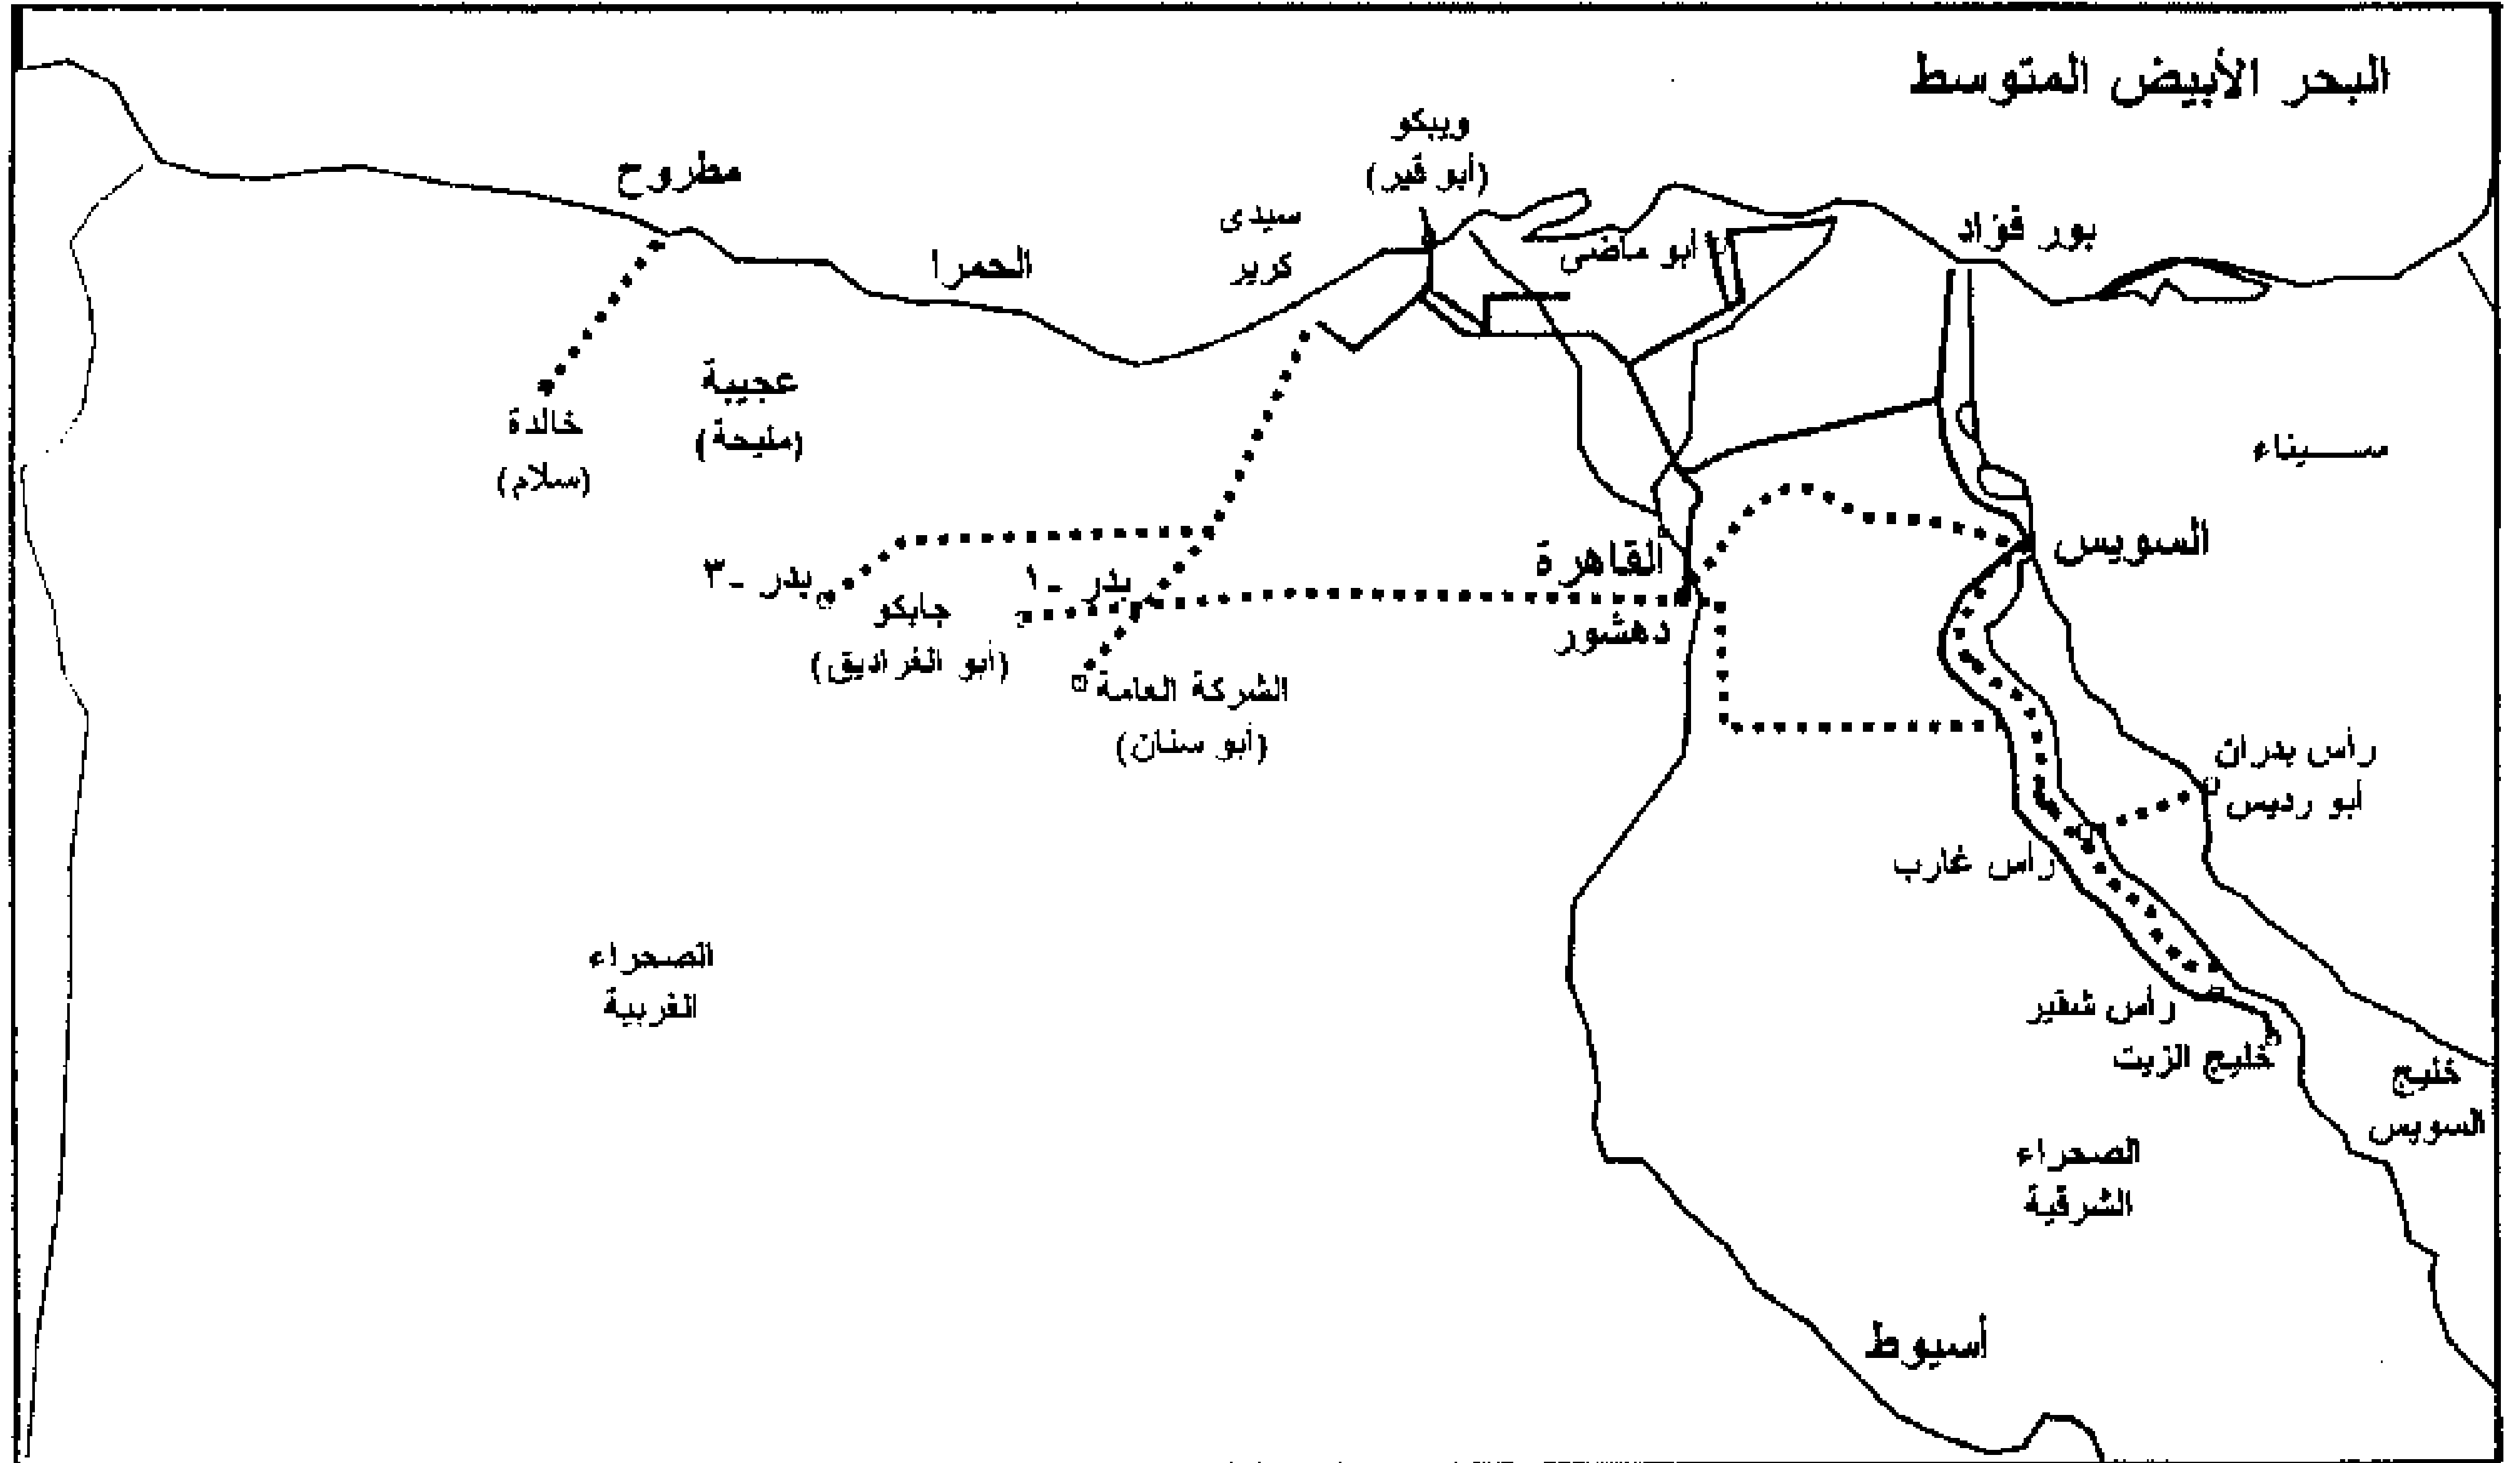 البحر الأبيض المتوسط
ويبكو
(أبو قير)
مطروح
سيدى
كرير
الحمرا
أبو ماضى
بور فؤاد
عجيبة
(مليحة)
خالدة
(سلام)
سيناء
السويس
القاهرة
دهشور
بدر -١
بدر -٣
جابكو
(أبو الغراديق)
الشركة العامة
(أبو سنان)
رأس بدران
أبو رديس
رأس غارب
الصحراء
الغربية
رأس شقير
خليج الزيت
خليج
السويس
الصحراء
الشرقية
أسيوط